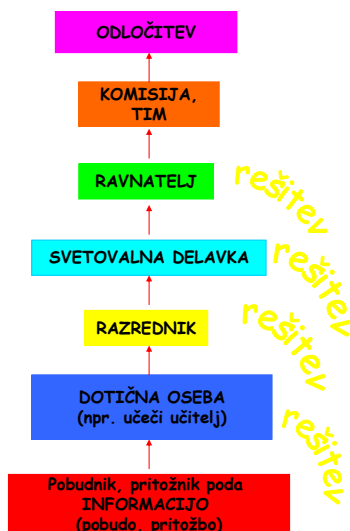 ODLOČITEV
KOMISIJA,
TIM
RAVNATELJ
rešitev
SVETOVALNA DELAVKA
rešitev
RAZREDNIK
rešitev
DOTIČNA OSEBA
(npr. učeči učitelj)
rešitev
Pobudnik, pritožnik poda
INFORMACIJO
(pobudo, pritožbo)